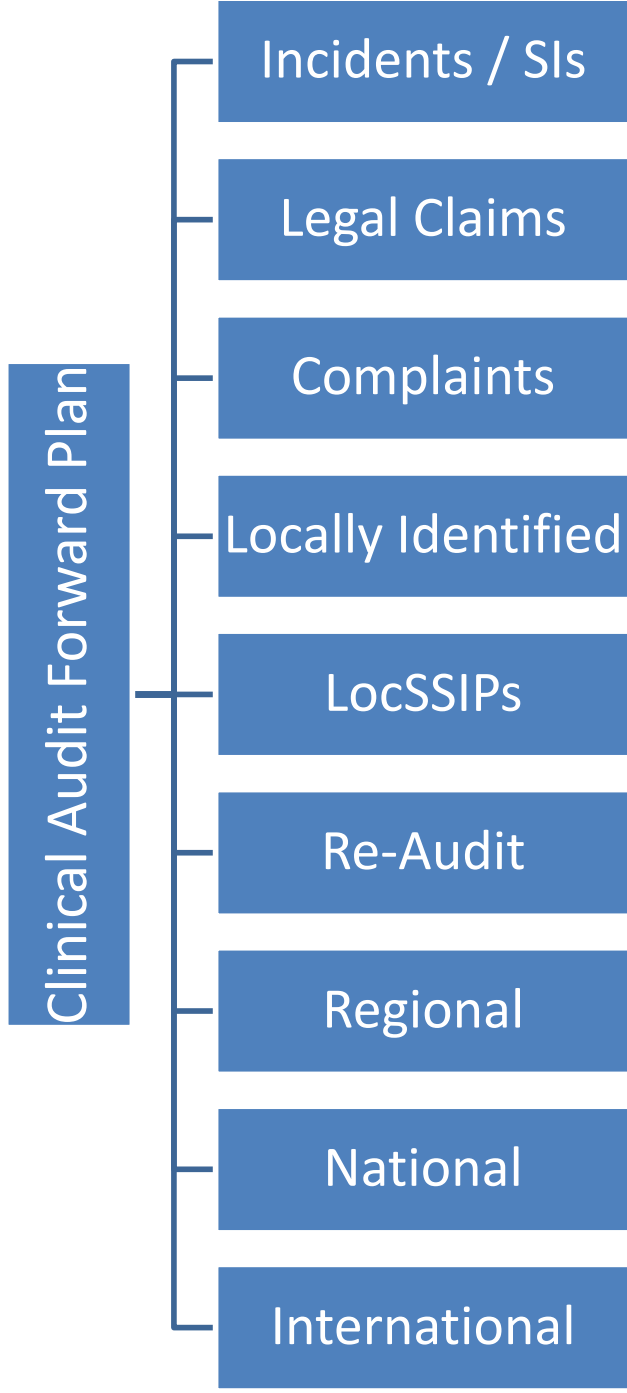 Clinical Audit Forward Plan
Incidents / SIs
Legal Claims
Complaints
Locally Identified
LocSSIPs
Re-Audit
Regional
National
International